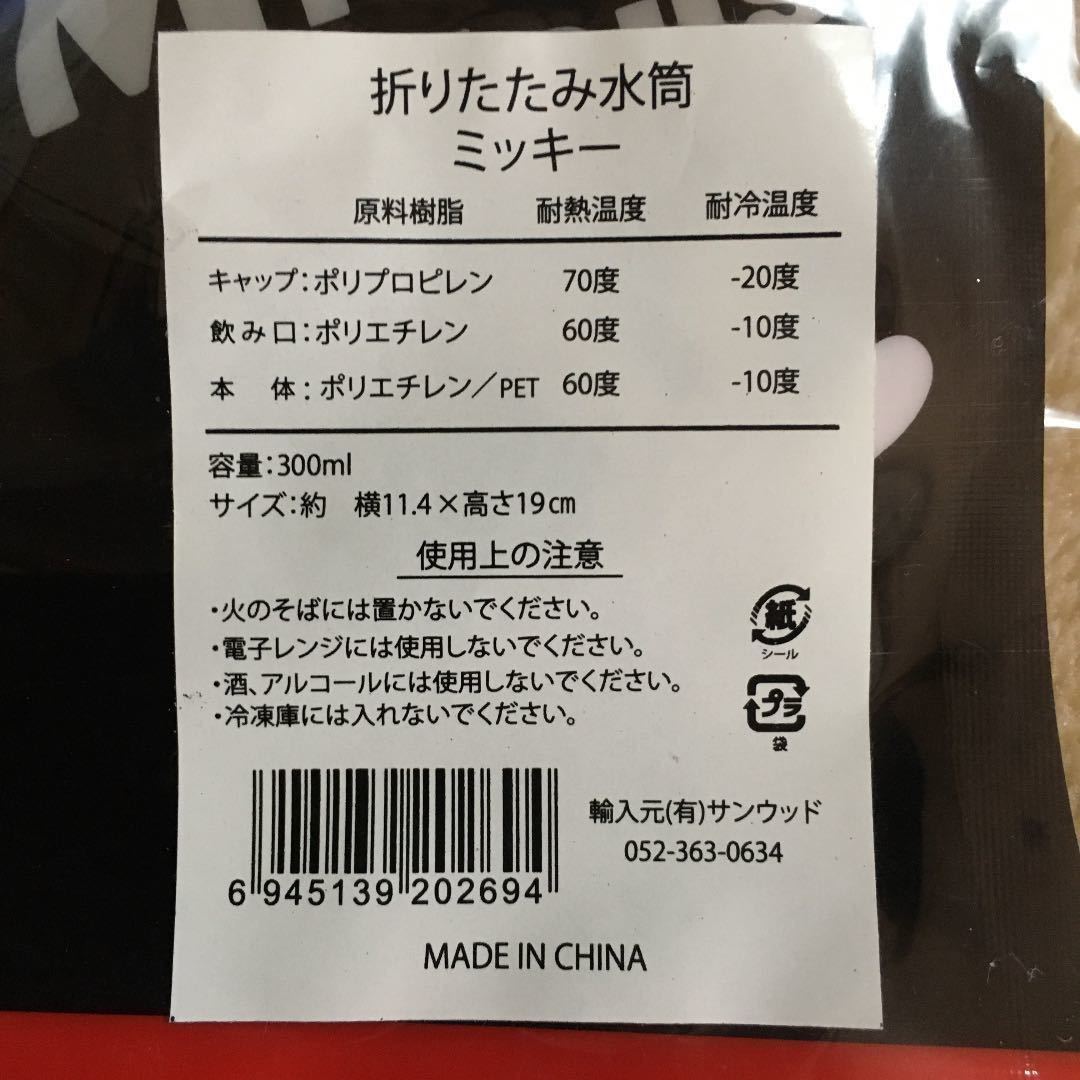 折りたたみ水筒
ミッキー
原料樹脂 耐熱温度 耐冷温度
キャップ:ポリプロピレン 70度 -20度
飲み口:ポリエチレン 60度 -10度
本 体:ポリエチレン/PET 60度 -10度
容量:300ml
サイズ:約 横11.4×高さ19㎝
使用上の注意
・火のそばには置かないでください。
・電子レンジには使用しないでください。
・酒、アルコールには使用しないでください。
・冷凍庫には入れないでください。
紙
シール
プラ
袋
輸入元(有)サンウッド
052-363-0634
6 945139 202694
MADE IN CHINA